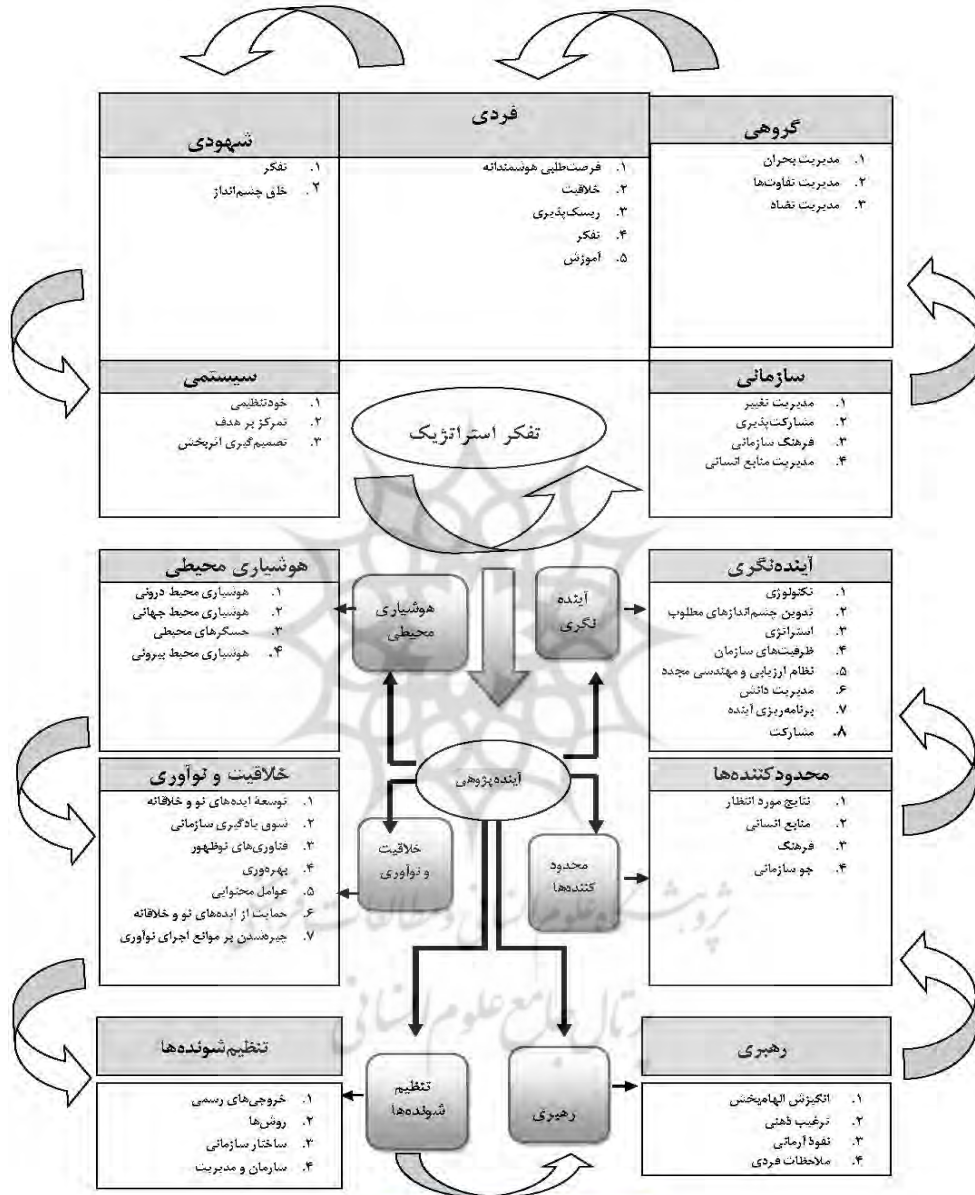 گروهی
۱. مدیریت بحران
۲. مدیریت تفاوت‌ها
۳. مدیریت تضاد
فردی
۱. فرصت‌طلبی هوشمندانه
۲. خلاقیت
۳. ریسک‌پذیری
۴. تفکر
۵. آموزش
شهودی
۱. تفکر
۲. خلق چشم‌انداز
سازمانی
۱. مدیریت تغییر
۲. مشارکت‌پذیری
۳. فرهنگ سازمانی
۴. مدیریت منابع انسانی
تفکر استراتژیک
سیستمی
۱. خودتنظیمی
۲. تمرکز بر هدف
۳. تصمیم‌گیری اثربخش
آینده‌نگری
۱. تکنولوژی
۲. تدوین چشم‌اندازهای مطلوب
۳. استراتژی
۴. ظرفیت‌های سازمان
۵. نظام ارزیابی و مهندسی مجدد
۶. مدیریت دانش
۷. برنامه‌ریزی آینده
۸. مشارکت
آینده
نگری
هوشیاری
محیطی
هوشیاری محیطی
۱. هوشیاری محیط درونی
۲. هوشیاری محیط جهانی
۳. حسگرهای محیطی
۴. هوشیاری محیط بیرونی
آینده‌پژوهی
محدودکننده‌ها
۱. نتایج مورد انتظار
۲. منابع انسانی
۳. فرهنگ
۴. جو سازمانی
محدود
کننده‌ها
خلاقیت
و نوآوری
خلاقیت و نوآوری
۱. توسعهٔ ایده‌های نو و خلاقانه
۲. سوی یادگیری سازمانی
۳. فناوری‌های نوظهور
۴. بهره‌وری
۵. عوامل محتوایی
۶. حمایت از ایده‌های نو و خلاقانه
۷. چیره‌شدن بر موانع اجرای نوآوری
پژوهشگاه علوم انسانی و مطالعات فرهنگی
پرتال جامع علوم انسانی
رهبری
۱. انگیزش الهام‌بخش
۲. ترغیب ذهنی
۳. نفوذ آرمانی
۴. ملاحظات فردی
رهبری
تنظیم
شونده‌ها
تنظیم‌شونده‌ها
۱. خروجی‌های رسمی
۲. روش‌ها
۳. ساختار سازمانی
۴. سازمان و مدیریت